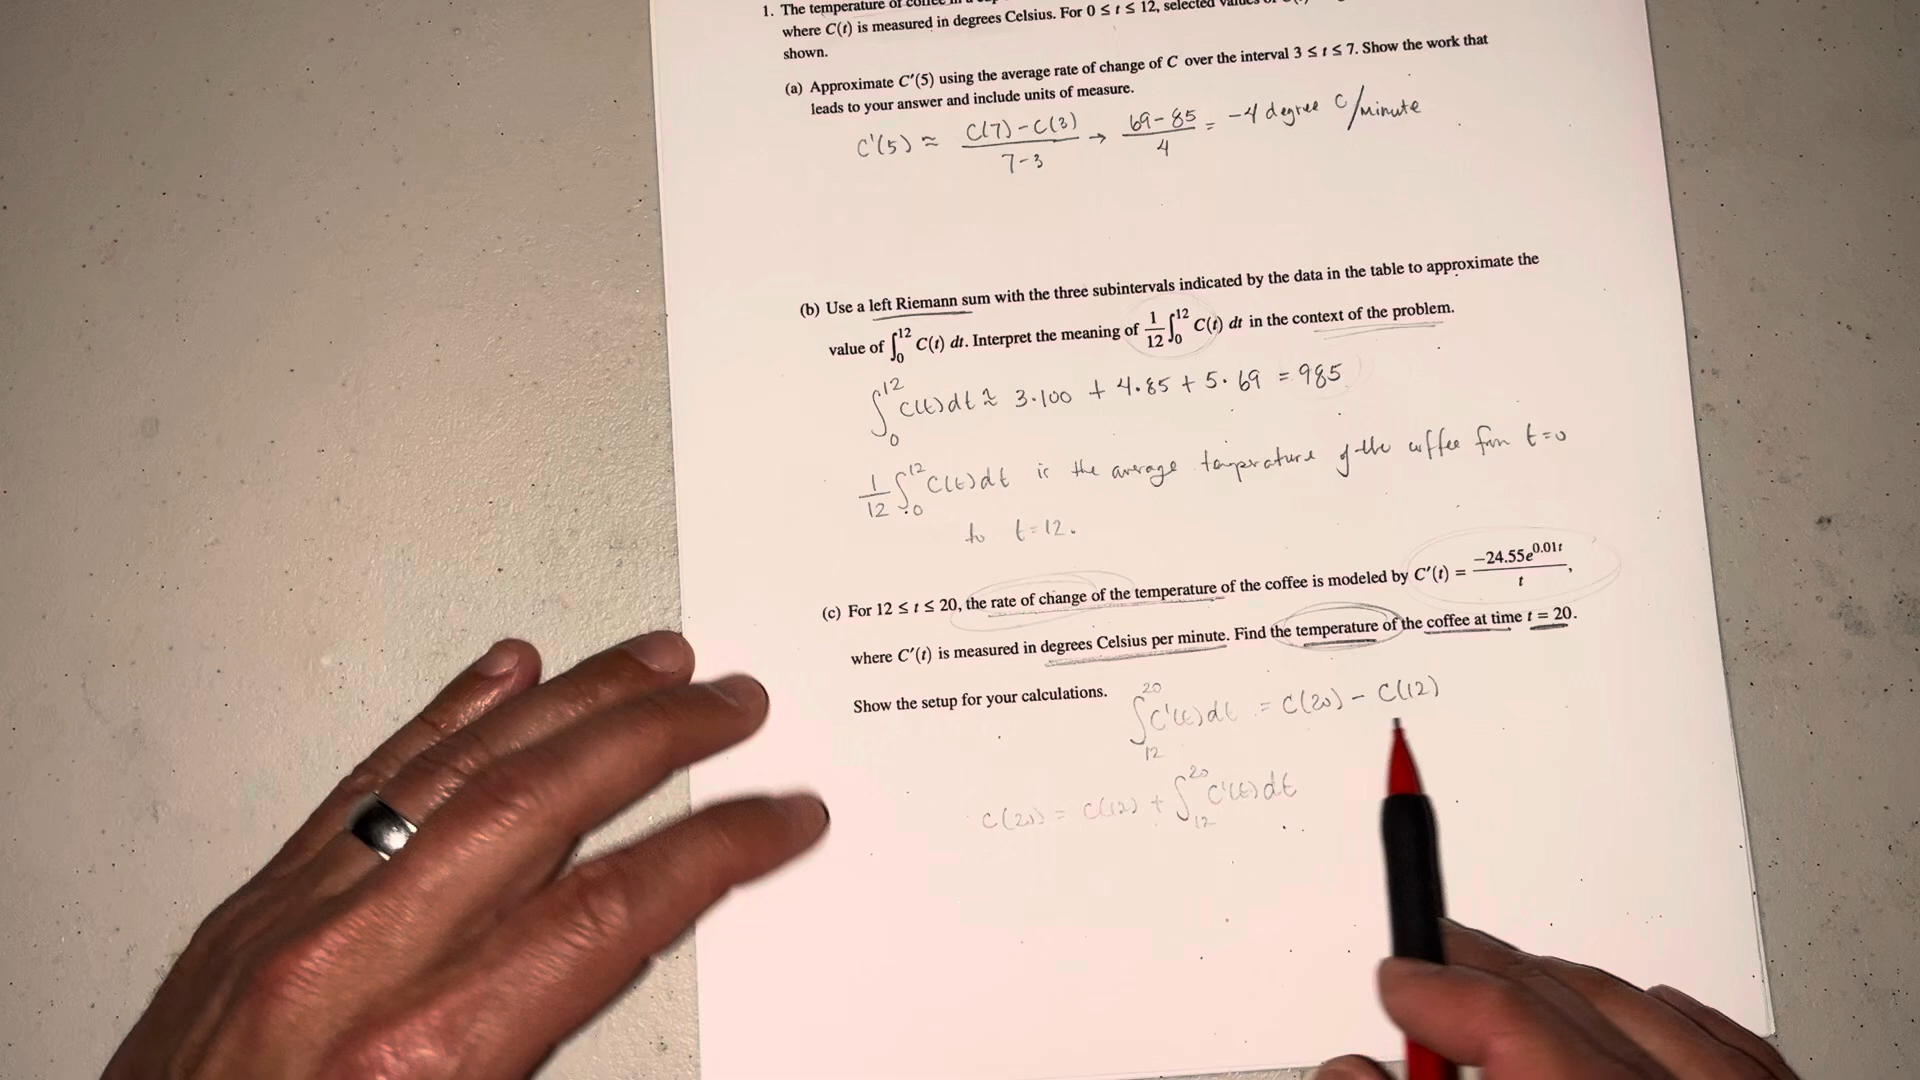 1. The temperature of coffee in a
where C(t) is measured in degrees Celsius. For 0 ≤ t ≤ 12, selected values of
shown.
(a) Approximate C′(5) using the average rate of change of C over the interval 3 ≤ t ≤ 7. Show the work that
leads to your answer and include units of measure.
C'(5) ≈ (C(7) - C(3))/(7-3) → (69-85)/4 = -4 degree C/minute
(b) Use a left Riemann sum with the three subintervals indicated by the data in the table to approximate the
value of ∫₀¹² C(t) dt. Interpret the meaning of 1/12 ∫₀¹² C(t) dt in the context of the problem.
∫₀¹² C(t)dt ≈ 3·100 + 4·85 + 5·69 = 985
1/12 ∫₀¹² C(t)dt is the average temperature of the coffee from t=0
to t=12.
(c) For 12 ≤ t ≤ 20, the rate of change of the temperature of the coffee is modeled by C′(t) = −24.55e^(0.01t)/t,
where C′(t) is measured in degrees Celsius per minute. Find the temperature of the coffee at time t = 20.
Show the setup for your calculations.
∫₁₂²⁰ C'(t)dt = C(20) - C(12)
C(20) = C(12) + ∫₁₂²⁰ C'(t)dt